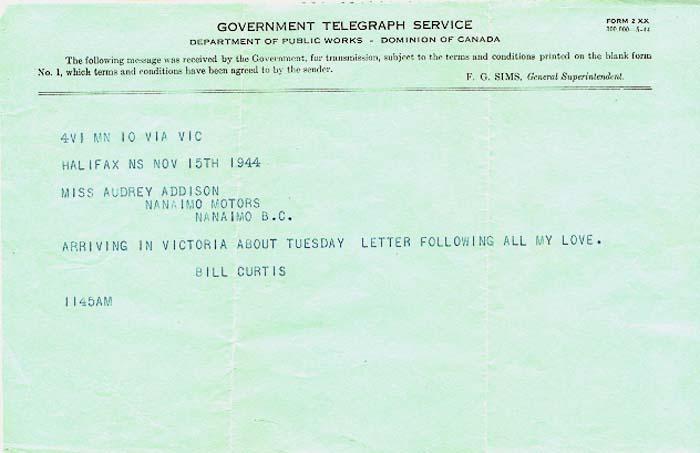 GOVERNMENT TELEGRAPH SERVICE
DEPARTMENT OF PUBLIC WORKS - DOMINION OF CANADA
FORM 2 XX
300,000 5-44
The following message was received by the Government, for transmission, subject to the terms and conditions printed on the blank form
No. 1, which terms and conditions have been agreed to by the sender.
F. G. SIMS, General Superintendent.
4VI MN 10 VIA VIC
HALIFAX NS NOV 15TH 1944
MISS AUDREY ADDISON
NANAIMO MOTORS
NANAIMO B.C.
ARRIVING IN VICTORIA ABOUT TUESDAY LETTER FOLLOWING ALL MY LOVE.
BILL CURTIS
1145AM